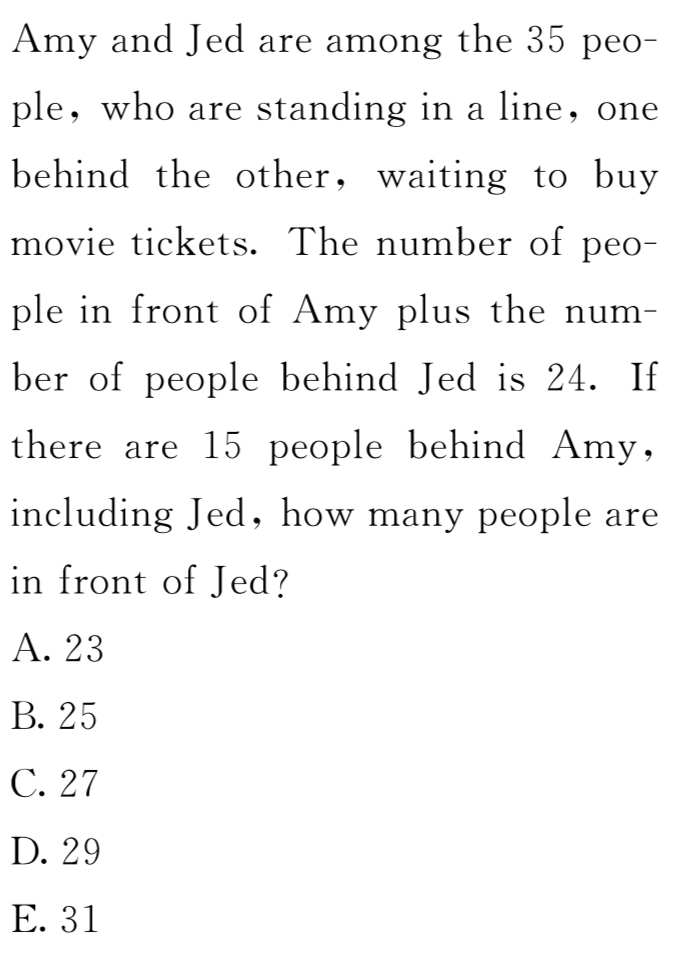 Amy and Jed are among the 35 peo-
ple, who are standing in a line, one
behind the other, waiting to buy
movie tickets. The number of peo-
ple in front of Amy plus the num-
ber of people behind Jed is 24. If
there are 15 people behind Amy,
including Jed, how many people are
in front of Jed?
A. 23
B. 25
C. 27
D. 29
E. 31